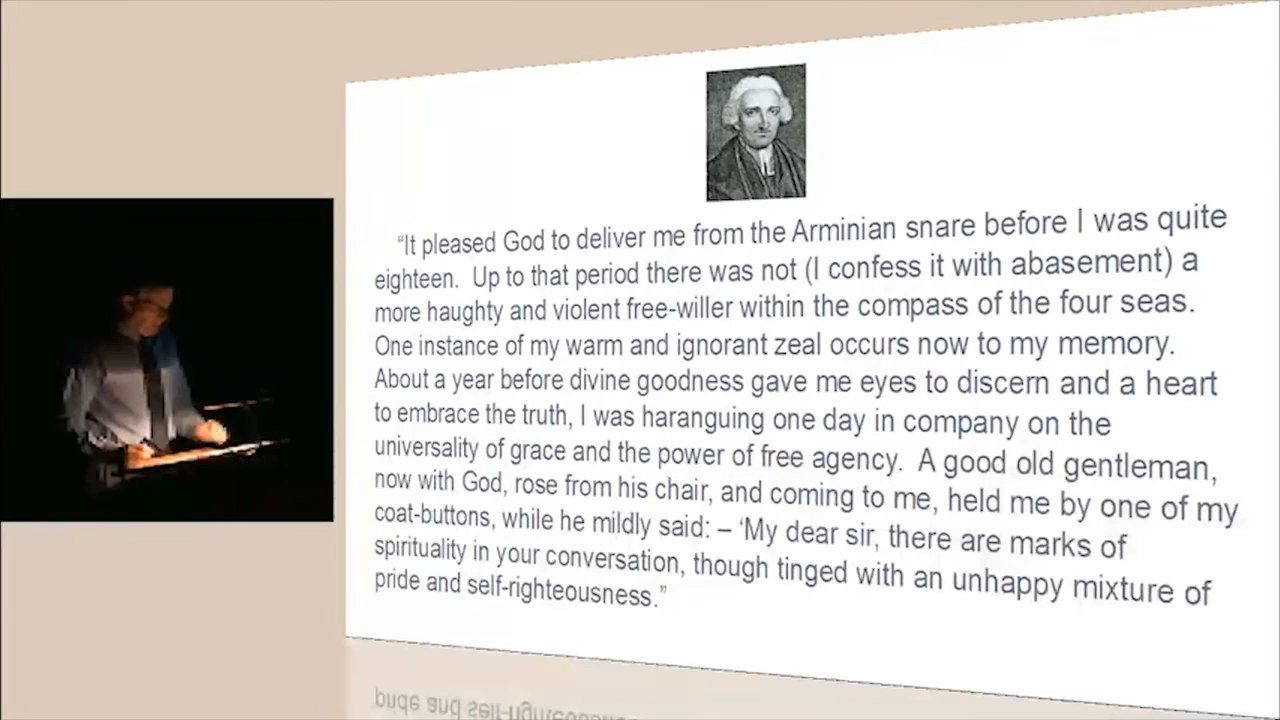 “It pleased God to deliver me from the Arminian snare before I was quite
eighteen.  Up to that period there was not (I confess it with abasement) a
more haughty and violent free-willer within the compass of the four seas.
One instance of my warm and ignorant zeal occurs now to my memory.
About a year before divine goodness gave me eyes to discern and a heart
to embrace the truth, I was haranguing one day in company on the
universality of grace and the power of free agency.  A good old gentleman,
now with God, rose from his chair, and coming to me, held me by one of my
coat-buttons, while he mildly said: – ‘My dear sir, there are marks of
spirituality in your conversation, though tinged with an unhappy mixture of
pride and self-righteousness.”